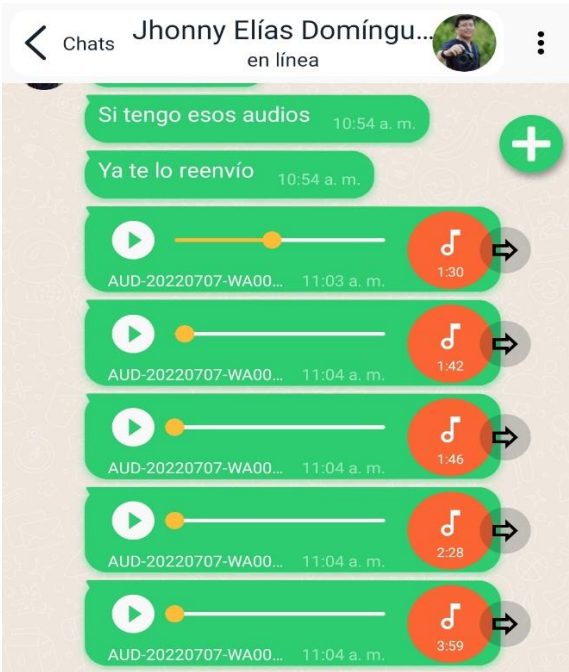 Chats Jhonny Elías Domíngu...
en línea
Si tengo esos audios 10:54 a. m.
Ya te lo reenvío 10:54 a. m.
1:30
AUD-20220707-WA00... 11:03 a. m.
1:42
AUD-20220707-WA00... 11:04 a. m.
1:46
AUD-20220707-WA00... 11:04 a. m.
2:28
AUD-20220707-WA00... 11:04 a. m.
3:59
AUD-20220707-WA00... 11:04 a. m.